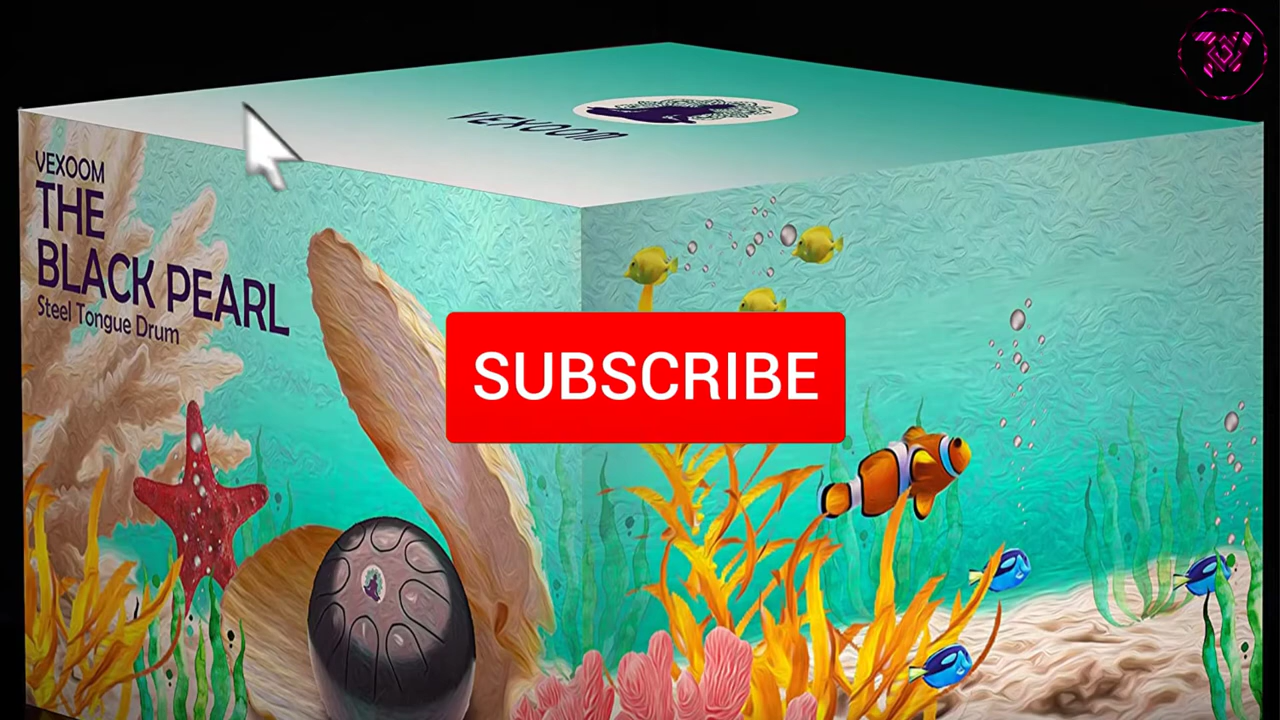 VEXOOM
VEXOOM
THE
BLACK PEARL
Steel Tongue Drum
SUBSCRIBE